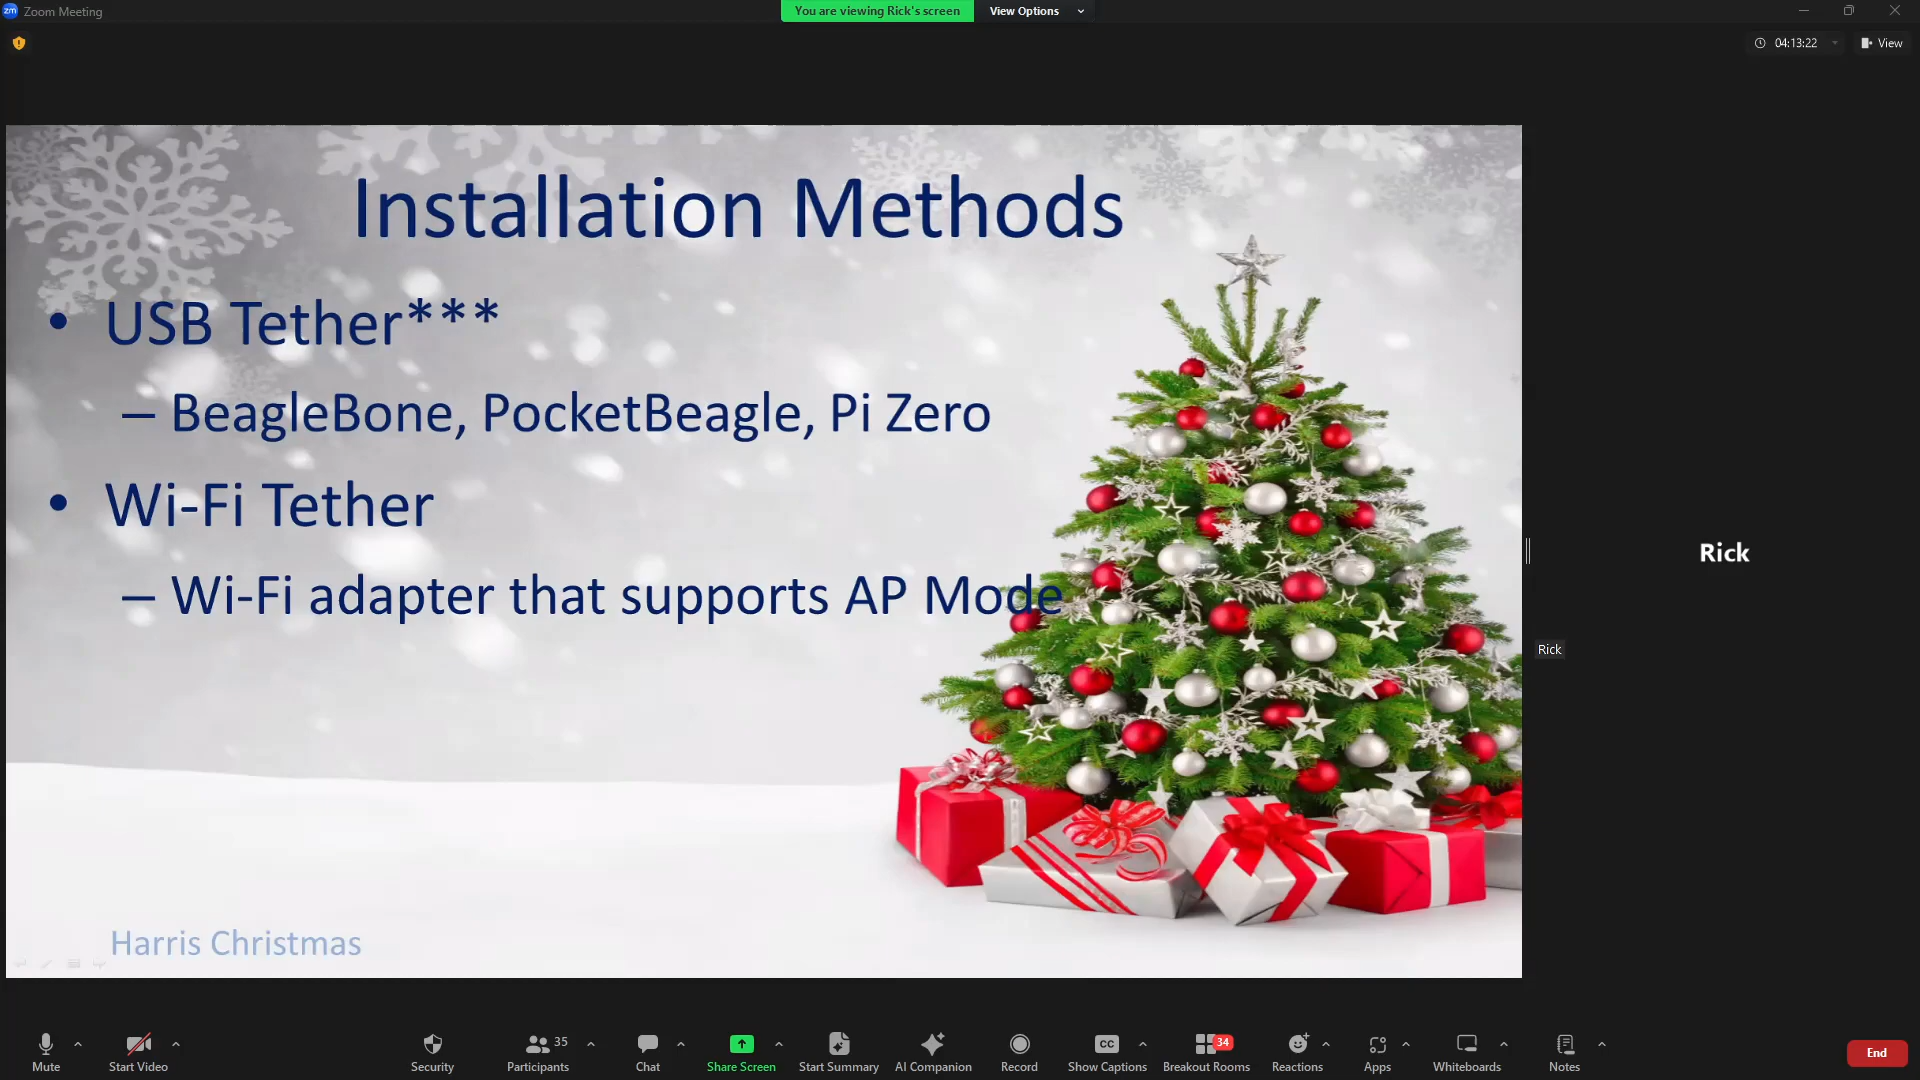 zm Zoom Meeting
You are viewing Rick's screen
View Options
04:13:22
View
Installation Methods
• USB Tether***
– BeagleBone, PocketBeagle, Pi Zero
• Wi-Fi Tether
– Wi-Fi adapter that supports AP Mode
Harris Christmas
Rick
Rick
Mute
Start Video
Security
Participants
35
Chat
Share Screen
Start Summary
AI Companion
Record
CC
Show Captions
Breakout Rooms
34
Reactions
Apps
Whiteboards
Notes
End